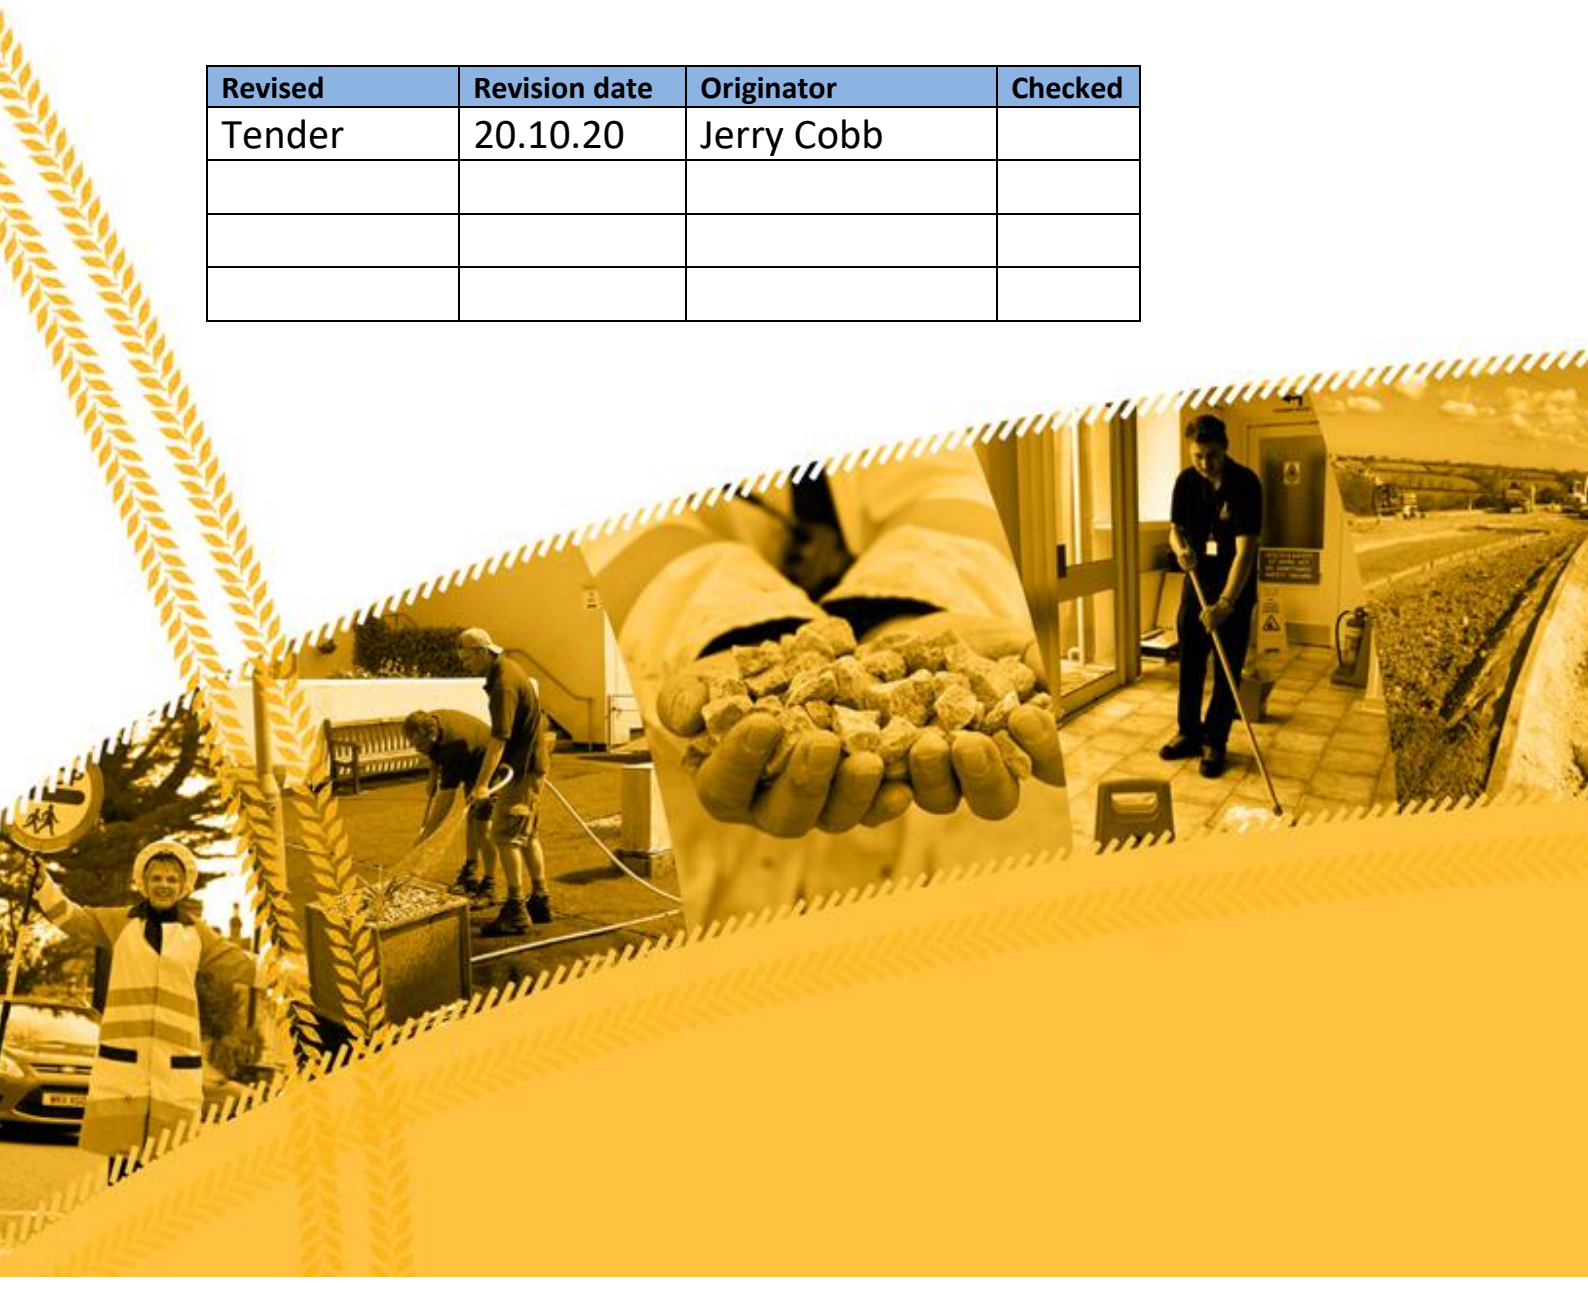 Revised Revision date Originator Checked
Tender 20.10.20 Jerry Cobb